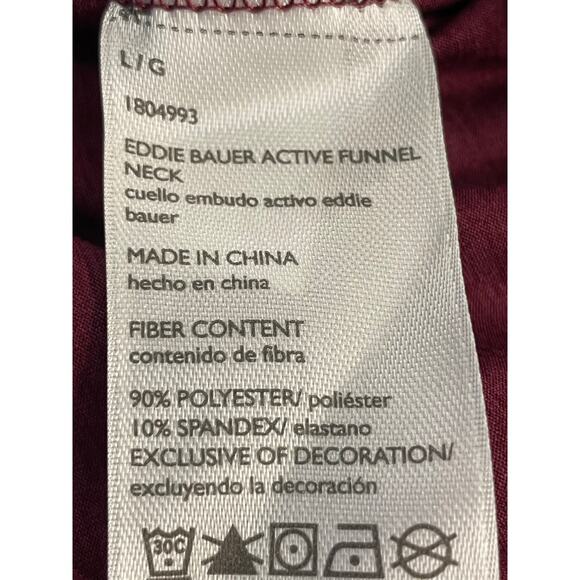 L/G
1804993
EDDIE BAUER ACTIVE FUNNEL
NECK
cuello embudo activo eddie
bauer
MADE IN CHINA
hecho en china
FIBER CONTENT
contenido de fibra
90% POLYESTER/ poliéster
10% SPANDEX/ elastano
EXCLUSIVE OF DECORATION/
excluyendo la decoración
30C